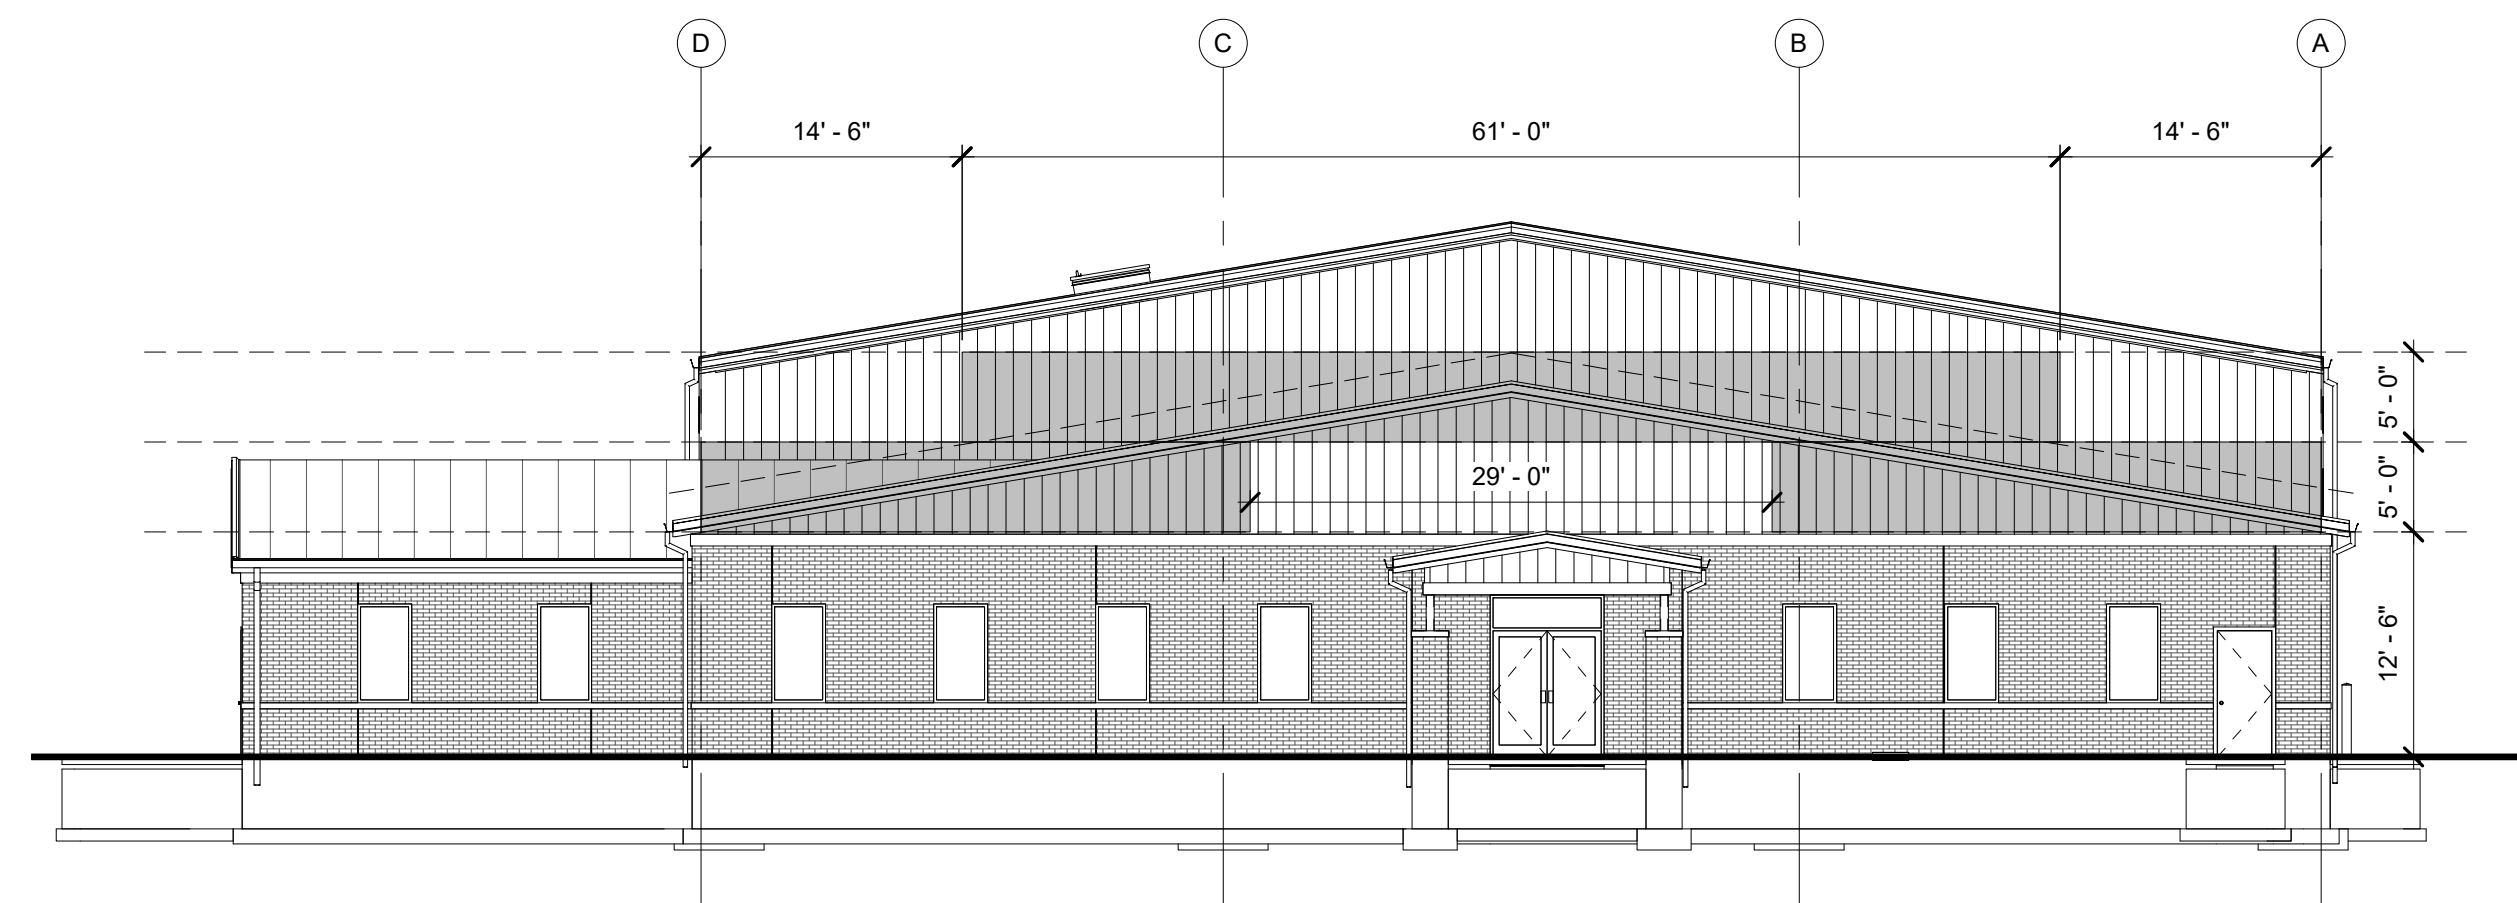 D C B A
14' - 6" 61' - 0" 14' - 6"
5' - 0"
29' - 0"
5' - 0"
12' - 6"